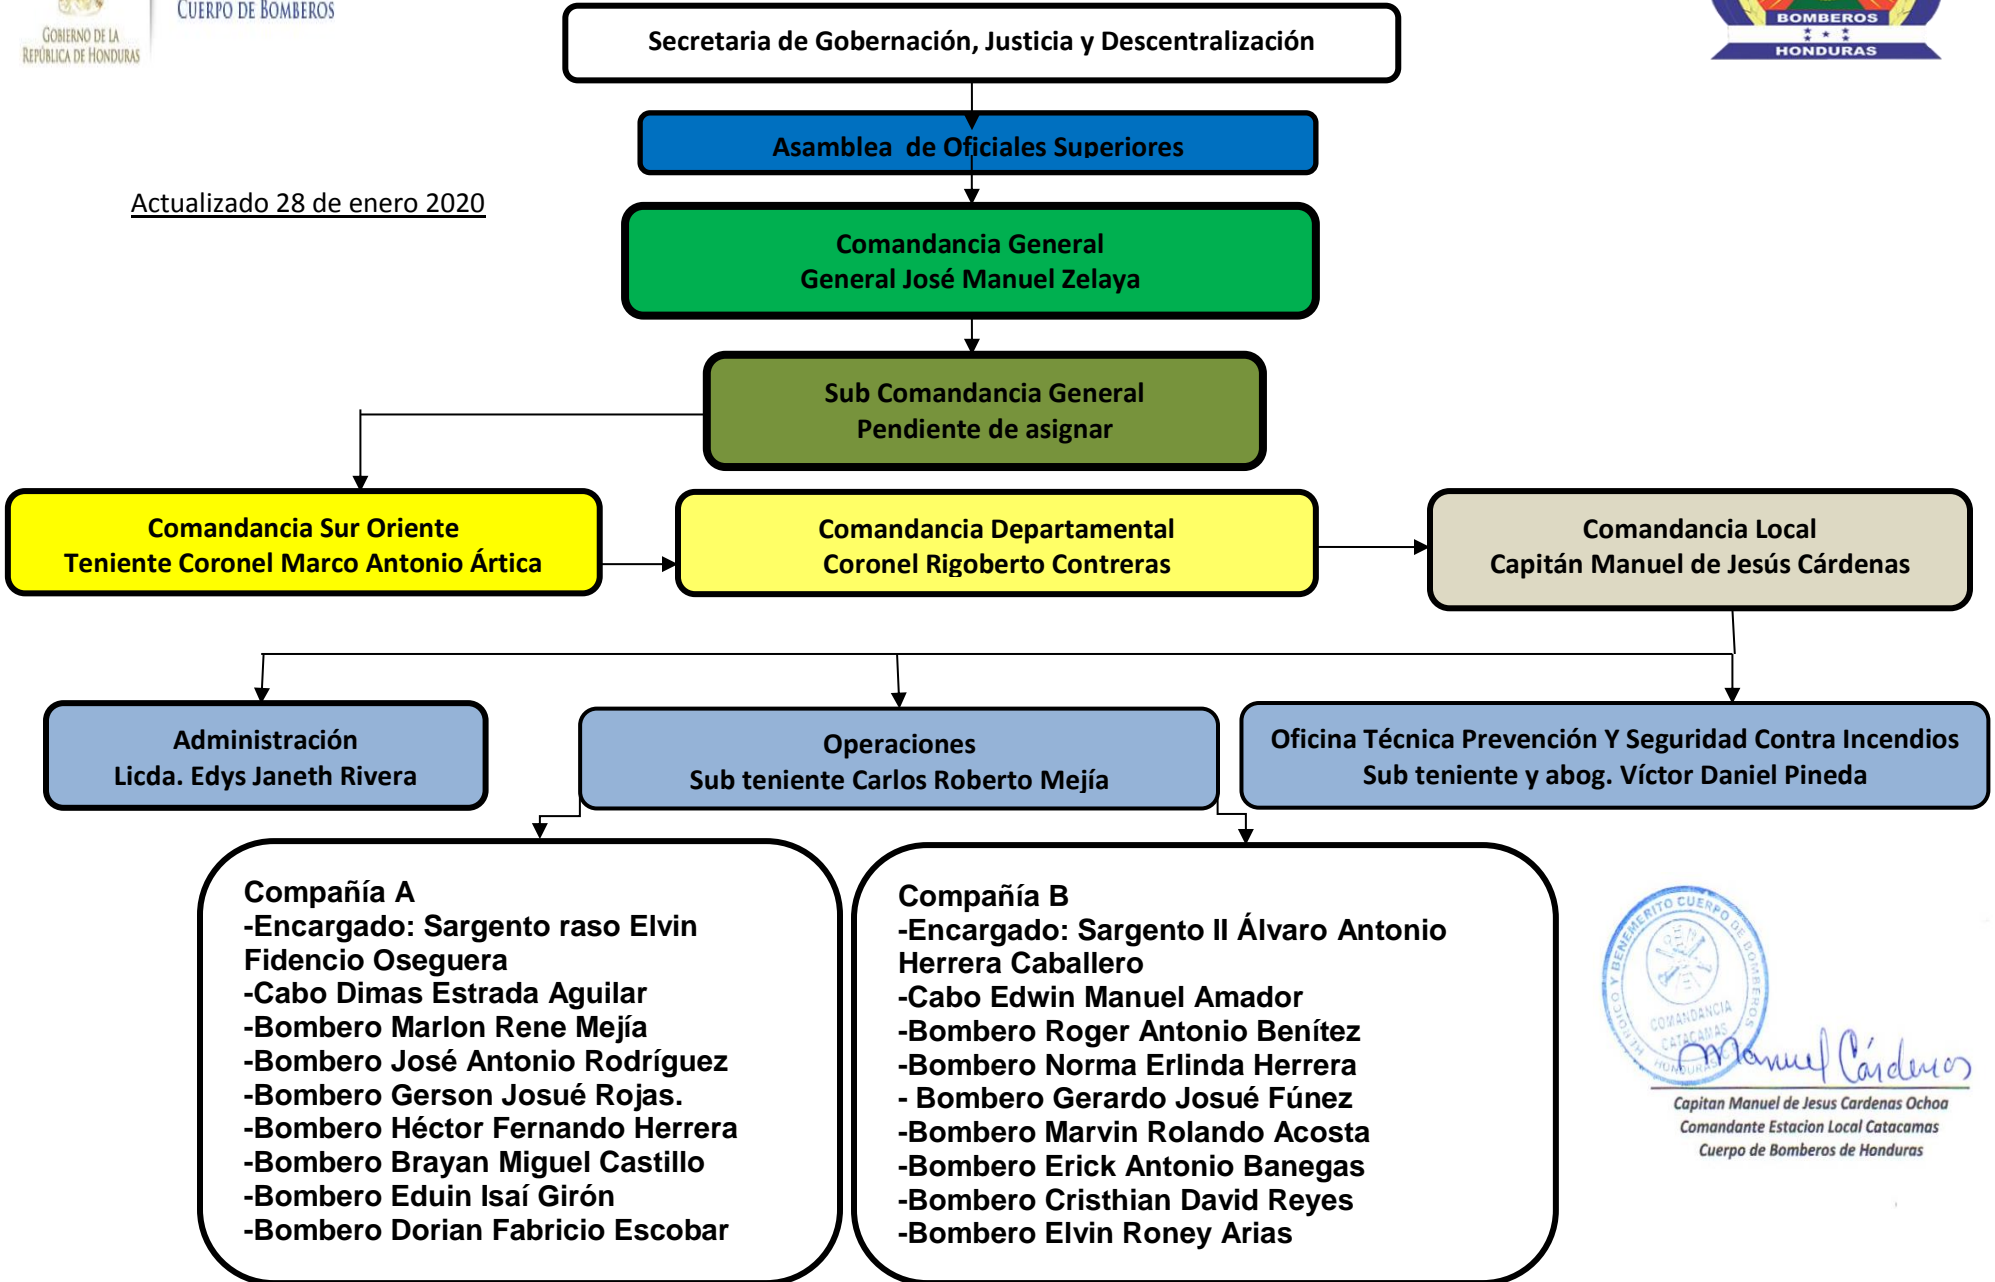 CUERPO DE BOMBEROS
GOBIERNO DE LA
REPÚBLICA DE HONDURAS
BOMBEROS
HONDURAS
Secretaria de Gobernación, Justicia y Descentralización
Asamblea de Oficiales Superiores
Actualizado 28 de enero 2020
Comandancia General
General José Manuel Zelaya
Sub Comandancia General
Pendiente de asignar
Comandancia Sur Oriente
Teniente Coronel Marco Antonio Ártica
Comandancia Departamental
Coronel Rigoberto Contreras
Comandancia Local
Capitán Manuel de Jesús Cárdenas
Administración
Licda. Edys Janeth Rivera
Operaciones
Sub teniente Carlos Roberto Mejía
Oficina Técnica Prevención Y Seguridad Contra Incendios
Sub teniente y abog. Víctor Daniel Pineda
Compañía A
-Encargado: Sargento raso Elvin
Fidencio Oseguera
-Cabo Dimas Estrada Aguilar
-Bombero Marlon Rene Mejía
-Bombero José Antonio Rodríguez
-Bombero Gerson Josué Rojas.
-Bombero Héctor Fernando Herrera
-Bombero Brayan Miguel Castillo
-Bombero Eduin Isaí Girón
-Bombero Dorian Fabricio Escobar
Compañía B
-Encargado: Sargento II Álvaro Antonio
Herrera Caballero
-Cabo Edwin Manuel Amador
-Bombero Roger Antonio Benítez
-Bombero Norma Erlinda Herrera
- Bombero Gerardo Josué Fúnez
-Bombero Marvin Rolando Acosta
-Bombero Erick Antonio Banegas
-Bombero Cristhian David Reyes
-Bombero Elvin Roney Arias
HEROICO Y BENEMERITO CUERPO DE BOMBEROS
COMANDANCIA
CATACAMAS
HONDURAS
Manuel Cárdenas
Capitan Manuel de Jesus Cardenas Ochoa
Comandante Estacion Local Catacamas
Cuerpo de Bomberos de Honduras